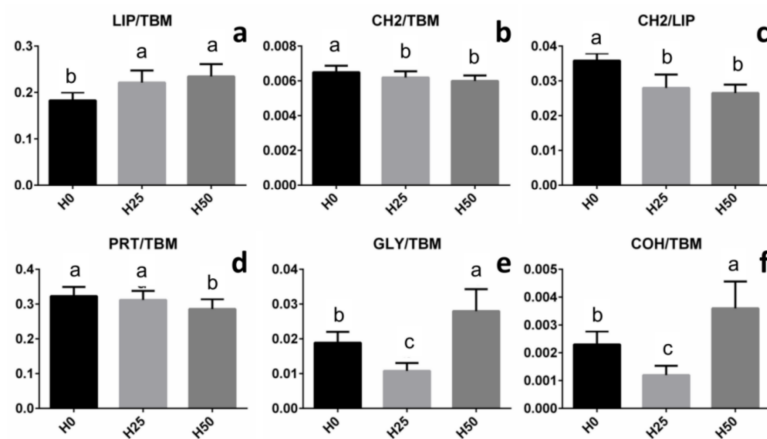 LIP/TBM a
0.3
0.2
0.1
0.0
b a a
H0 H25 H50
CH2/TBM b
0.008
0.006
0.004
0.002
0.000
a b b
H0 H25 H50
CH2/LIP c
0.04
0.03
0.02
0.01
0.00
a b b
H0 H25 H50
PRT/TBM d
0.4
0.3
0.2
0.1
0.0
a a b
H0 H25 H50
GLY/TBM e
0.04
0.03
0.02
0.01
0.00
b c a
H0 H25 H50
COH/TBM f
0.005
0.004
0.003
0.002
0.001
0.000
b c a
H0 H25 H50